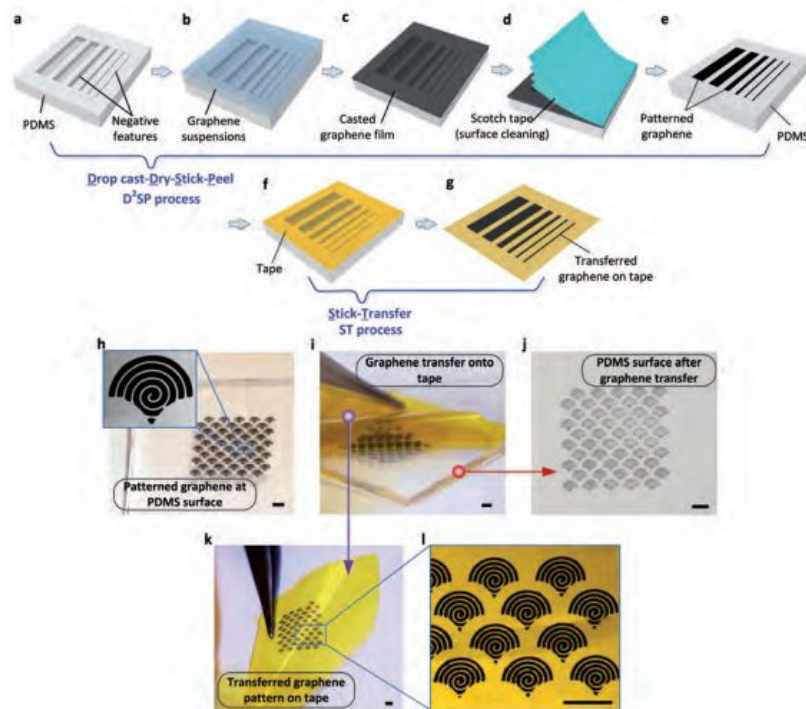 a
b
c
d
e
PDMS
Negative
features
Graphene
suspensions
Casted
graphene film
Scotch tape
(surface cleaning)
Patterned
graphene
PDMS
Drop cast-Dry-Stick-Peel
D²SP process
f
g
Tape
Transferred
graphene on tape
Stick-Transfer
ST process
h
i
Graphene transfer onto
tape
j
PDMS surface after
graphene transfer
Patterned graphene at
PDMS surface
k
l
Transferred graphene
pattern on tape